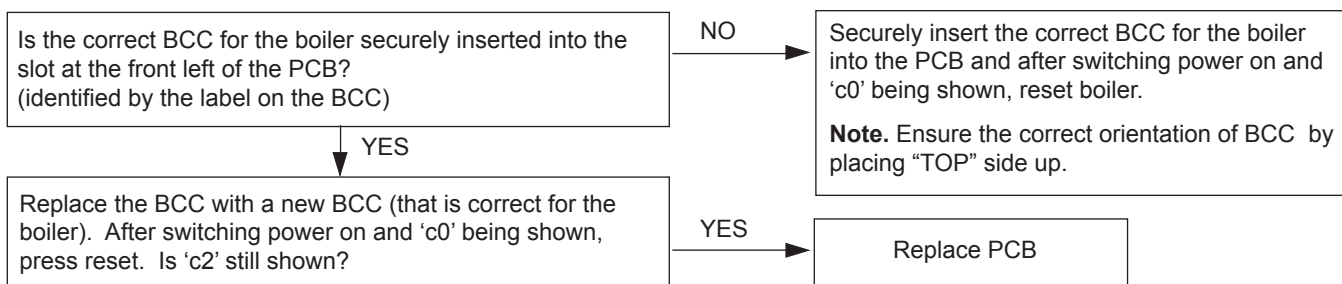 Is the correct BCC for the boiler securely inserted into the
slot at the front left of the PCB?
(identified by the label on the BCC)
NO
Securely insert the correct BCC for the boiler
into the PCB and after switching power on and
‘c0’ being shown, reset boiler.
Note. Ensure the correct orientation of BCC by
placing “TOP” side up.
YES
Replace the BCC with a new BCC (that is correct for the
boiler). After switching power on and ‘c0’ being shown,
press reset. Is ‘c2’ still shown?
YES
Replace PCB